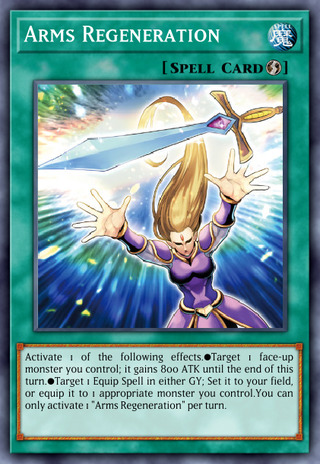 Arms Regeneration
魔
[Spell Card]
Activate 1 of the following effects.●Target 1 face-up
monster you control; it gains 800 ATK until the end of this
turn.●Target 1 Equip Spell in either GY; Set it to your field,
or equip it to 1 appropriate monster you control.You can
only activate 1 "Arms Regeneration" per turn.